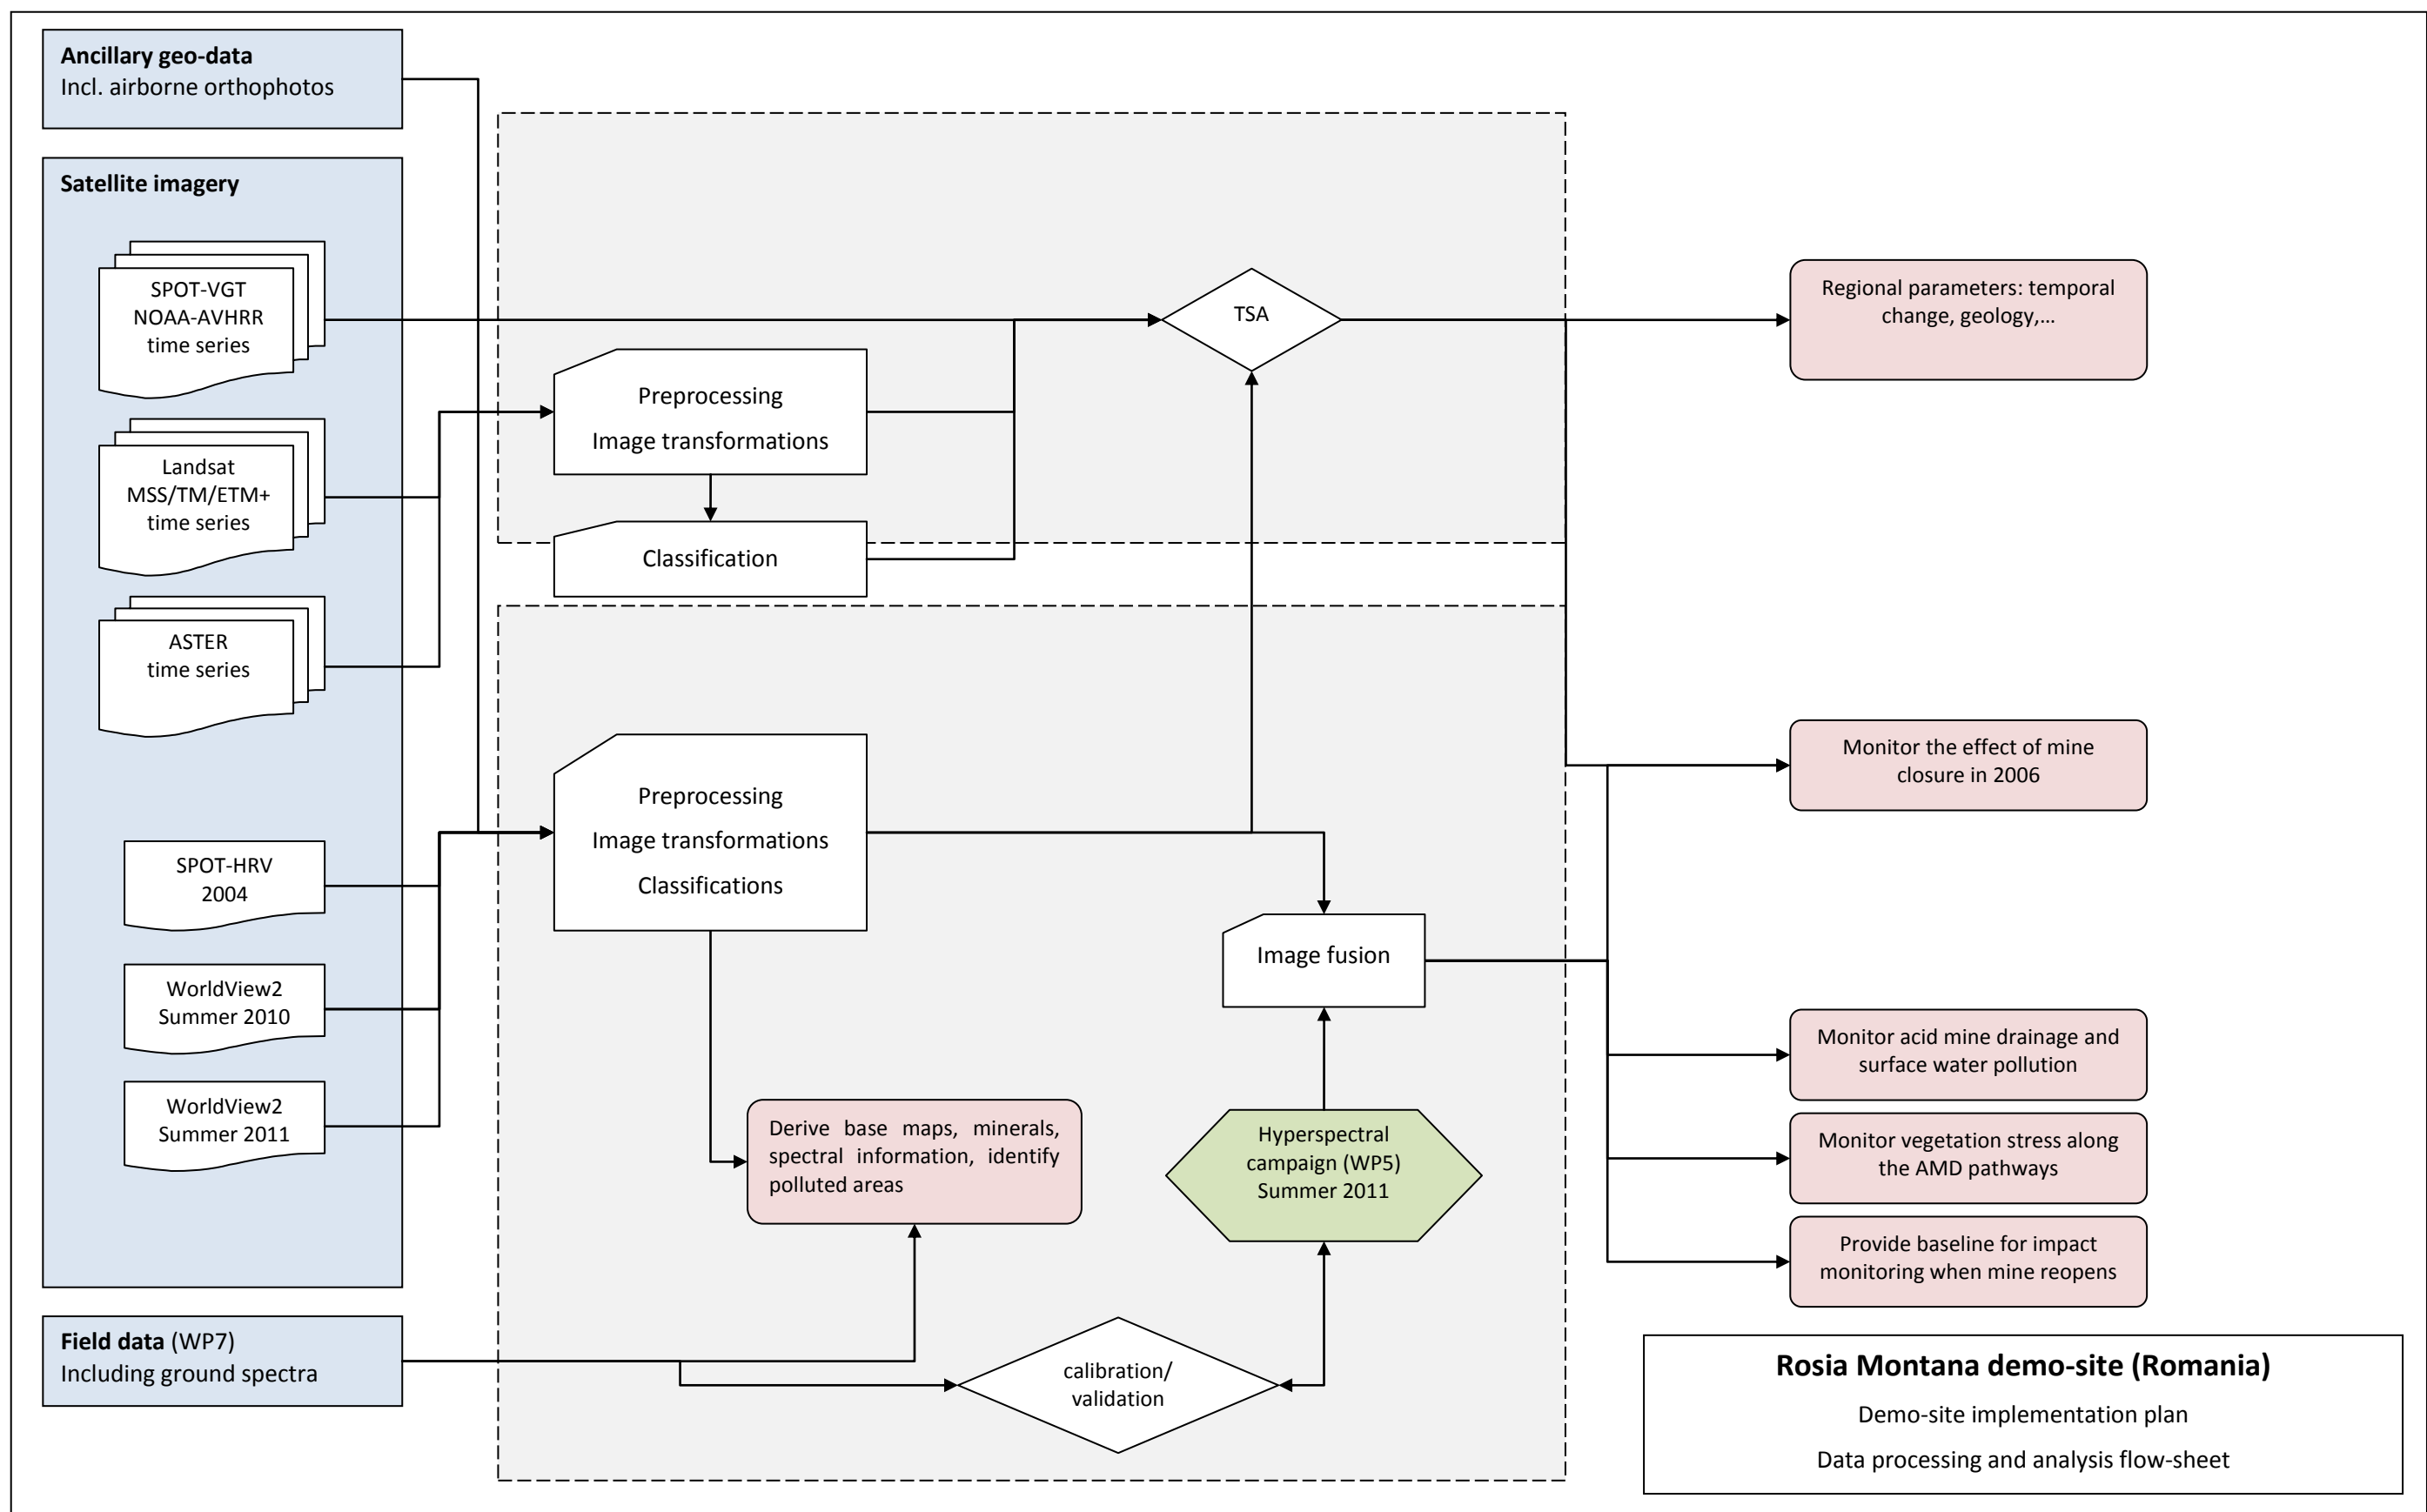 Ancillary geo-data
Incl. airborne orthophotos
Satellite imagery
SPOT-VGT
NOAA-AVHRR
time series
Landsat
MSS/TM/ETM+
time series
ASTER
time series
SPOT-HRV
2004
WorldView2
Summer 2010
WorldView2
Summer 2011
Field data (WP7)
Including ground spectra
Preprocessing
Image transformations
Classification
TSA
Preprocessing
Image transformations
Classifications
Image fusion
Derive base maps, minerals,
spectral information, identify
polluted areas
Hyperspectral
campaign (WP5)
Summer 2011
calibration/
validation
Regional parameters: temporal
change, geology,...
Monitor the effect of mine
closure in 2006
Monitor acid mine drainage and
surface water pollution
Monitor vegetation stress along
the AMD pathways
Provide baseline for impact
monitoring when mine reopens
Rosia Montana demo-site (Romania)
Demo-site implementation plan
Data processing and analysis flow-sheet